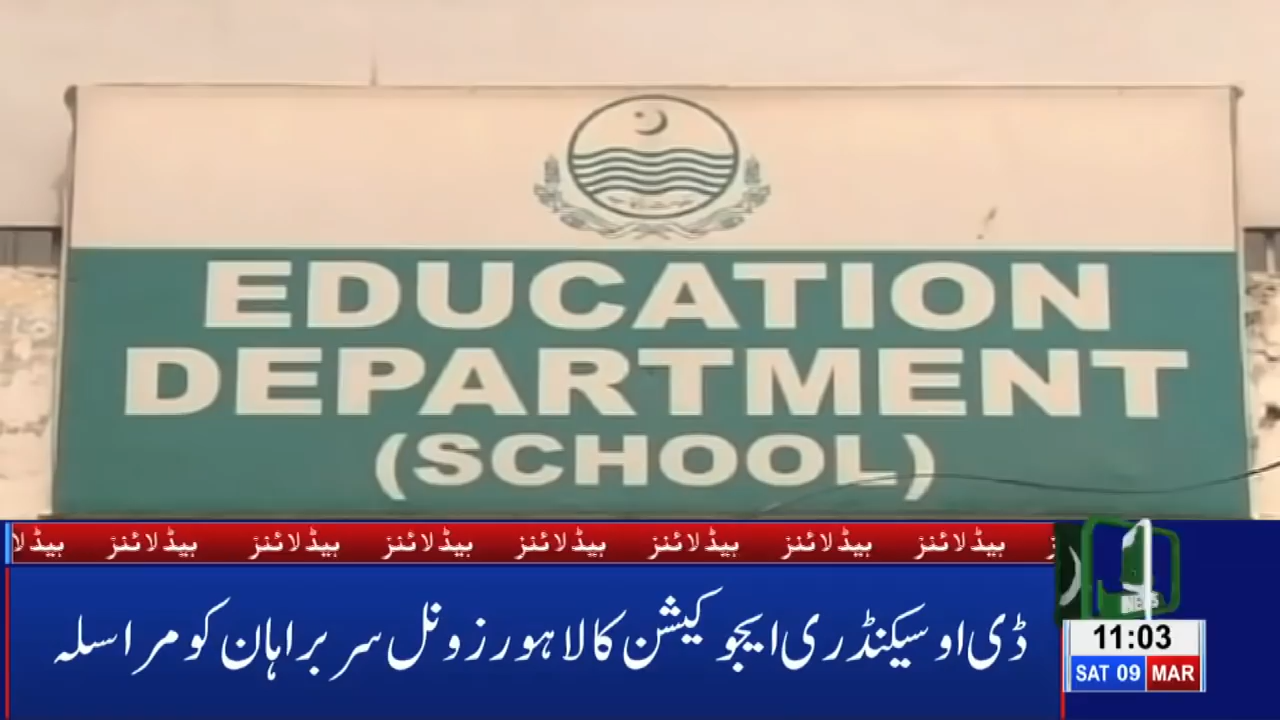 EDUCATION
DEPARTMENT
(SCHOOL)
ہیڈلائنز ہیڈلائنز ہیڈلائنز ہیڈلائنز ہیڈلائنز ہیڈلائنز ہیڈلائنز
ڈی او سیکنڈری ایجوکیشن کا لاہور زونل سربراہان کو مراسلہ
NEWS
11:03
SAT 09 MAR